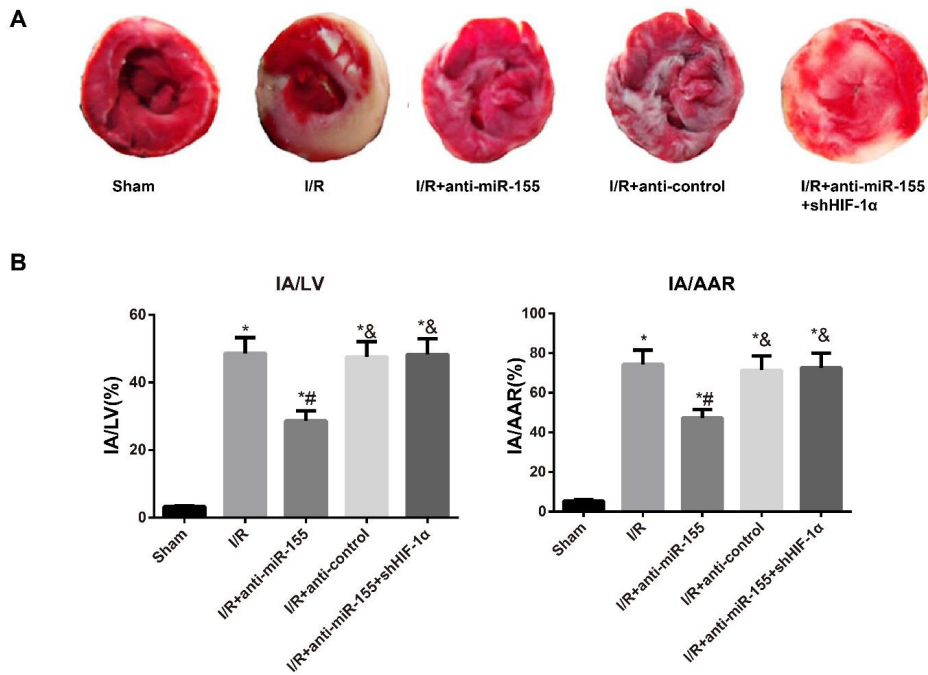 A
Sham
I/R
I/R+anti-miR-155
I/R+anti-control
I/R+anti-miR-155
+shHIF-1α
B
IA/LV
IA/LV(%)
60
40
20
0
*
*#
*&
*&
Sham
I/R
I/R+anti-miR-155
I/R+anti-control
I/R+anti-miR-155+shHIF-1α
IA/AAR
IA/AAR(%)
100
80
60
40
20
0
*
*#
*&
*&
Sham
I/R
I/R+anti-miR-155
I/R+anti-control
I/R+anti-miR-155+shHIF-1α